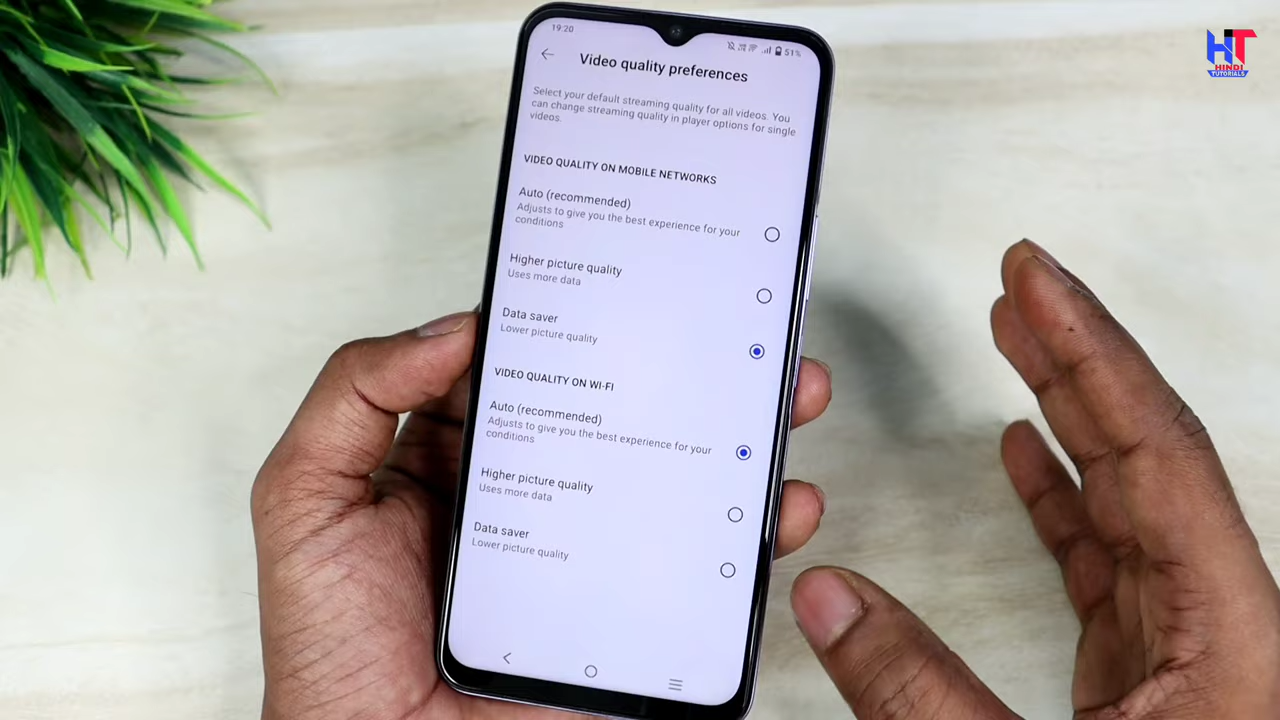 19:20
51%
Video quality preferences
Select your default streaming quality for all videos. You
can change streaming quality in player options for single
videos.
VIDEO QUALITY ON MOBILE NETWORKS
Auto (recommended)
Adjusts to give you the best experience for your
conditions
Higher picture quality
Uses more data
Data saver
Lower picture quality
VIDEO QUALITY ON WI-FI
Auto (recommended)
Adjusts to give you the best experience for your
conditions
Higher picture quality
Uses more data
Data saver
Lower picture quality
HT
HINDI
TUTORIALS